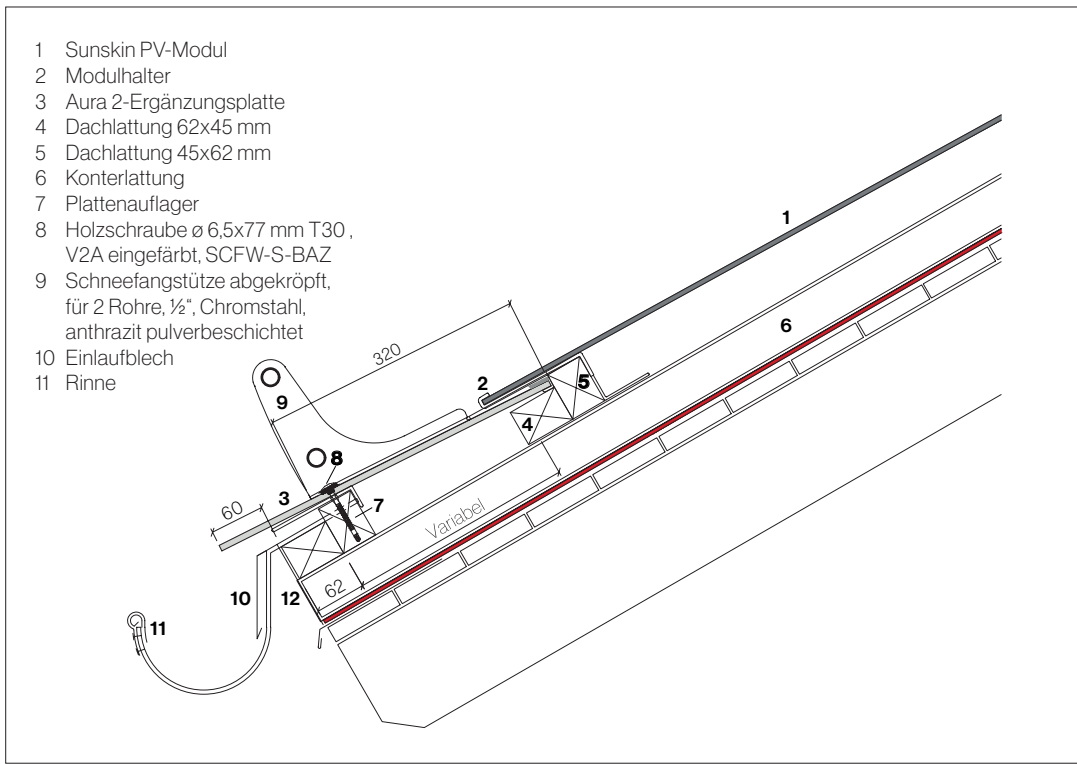 1 Sunskin PV-Modul
2 Modulhalter
3 Aura 2-Ergänzungsplatte
4 Dachlattung 62x45 mm
5 Dachlattung 45x62 mm
6 Konterlattung
7 Plattenauflager
8 Holzschraube ø 6,5x77 mm T30 ,
V2A eingefärbt, SCFW-S-BAZ
9 Schneefangstütze abgekröpft,
für 2 Rohre, ½“, Chromstahl,
anthrazit pulverbeschichtet
10 Einlaufblech
11 Rinne
1
6
320
2
5
9
4
8
3
7
60
Variabel
62
10
12
11